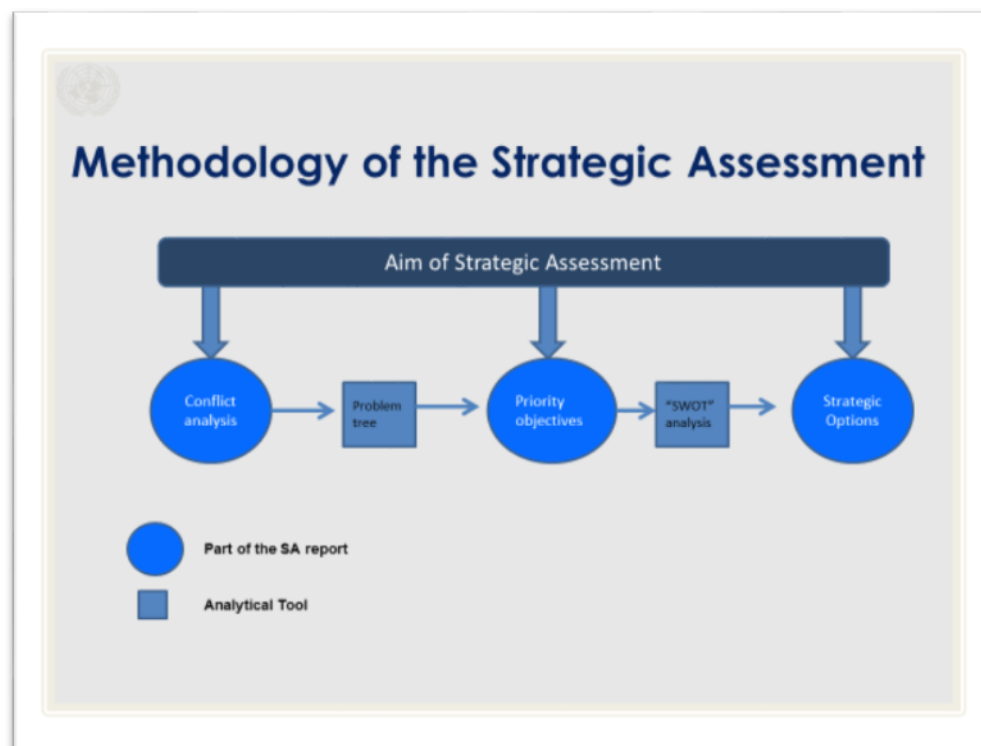 Methodology of the Strategic Assessment
Aim of Strategic Assessment
Conflict
analysis
Problem
tree
Priority
objectives
"SWOT"
analysis
Strategic
Options
Part of the SA report
Analytical Tool